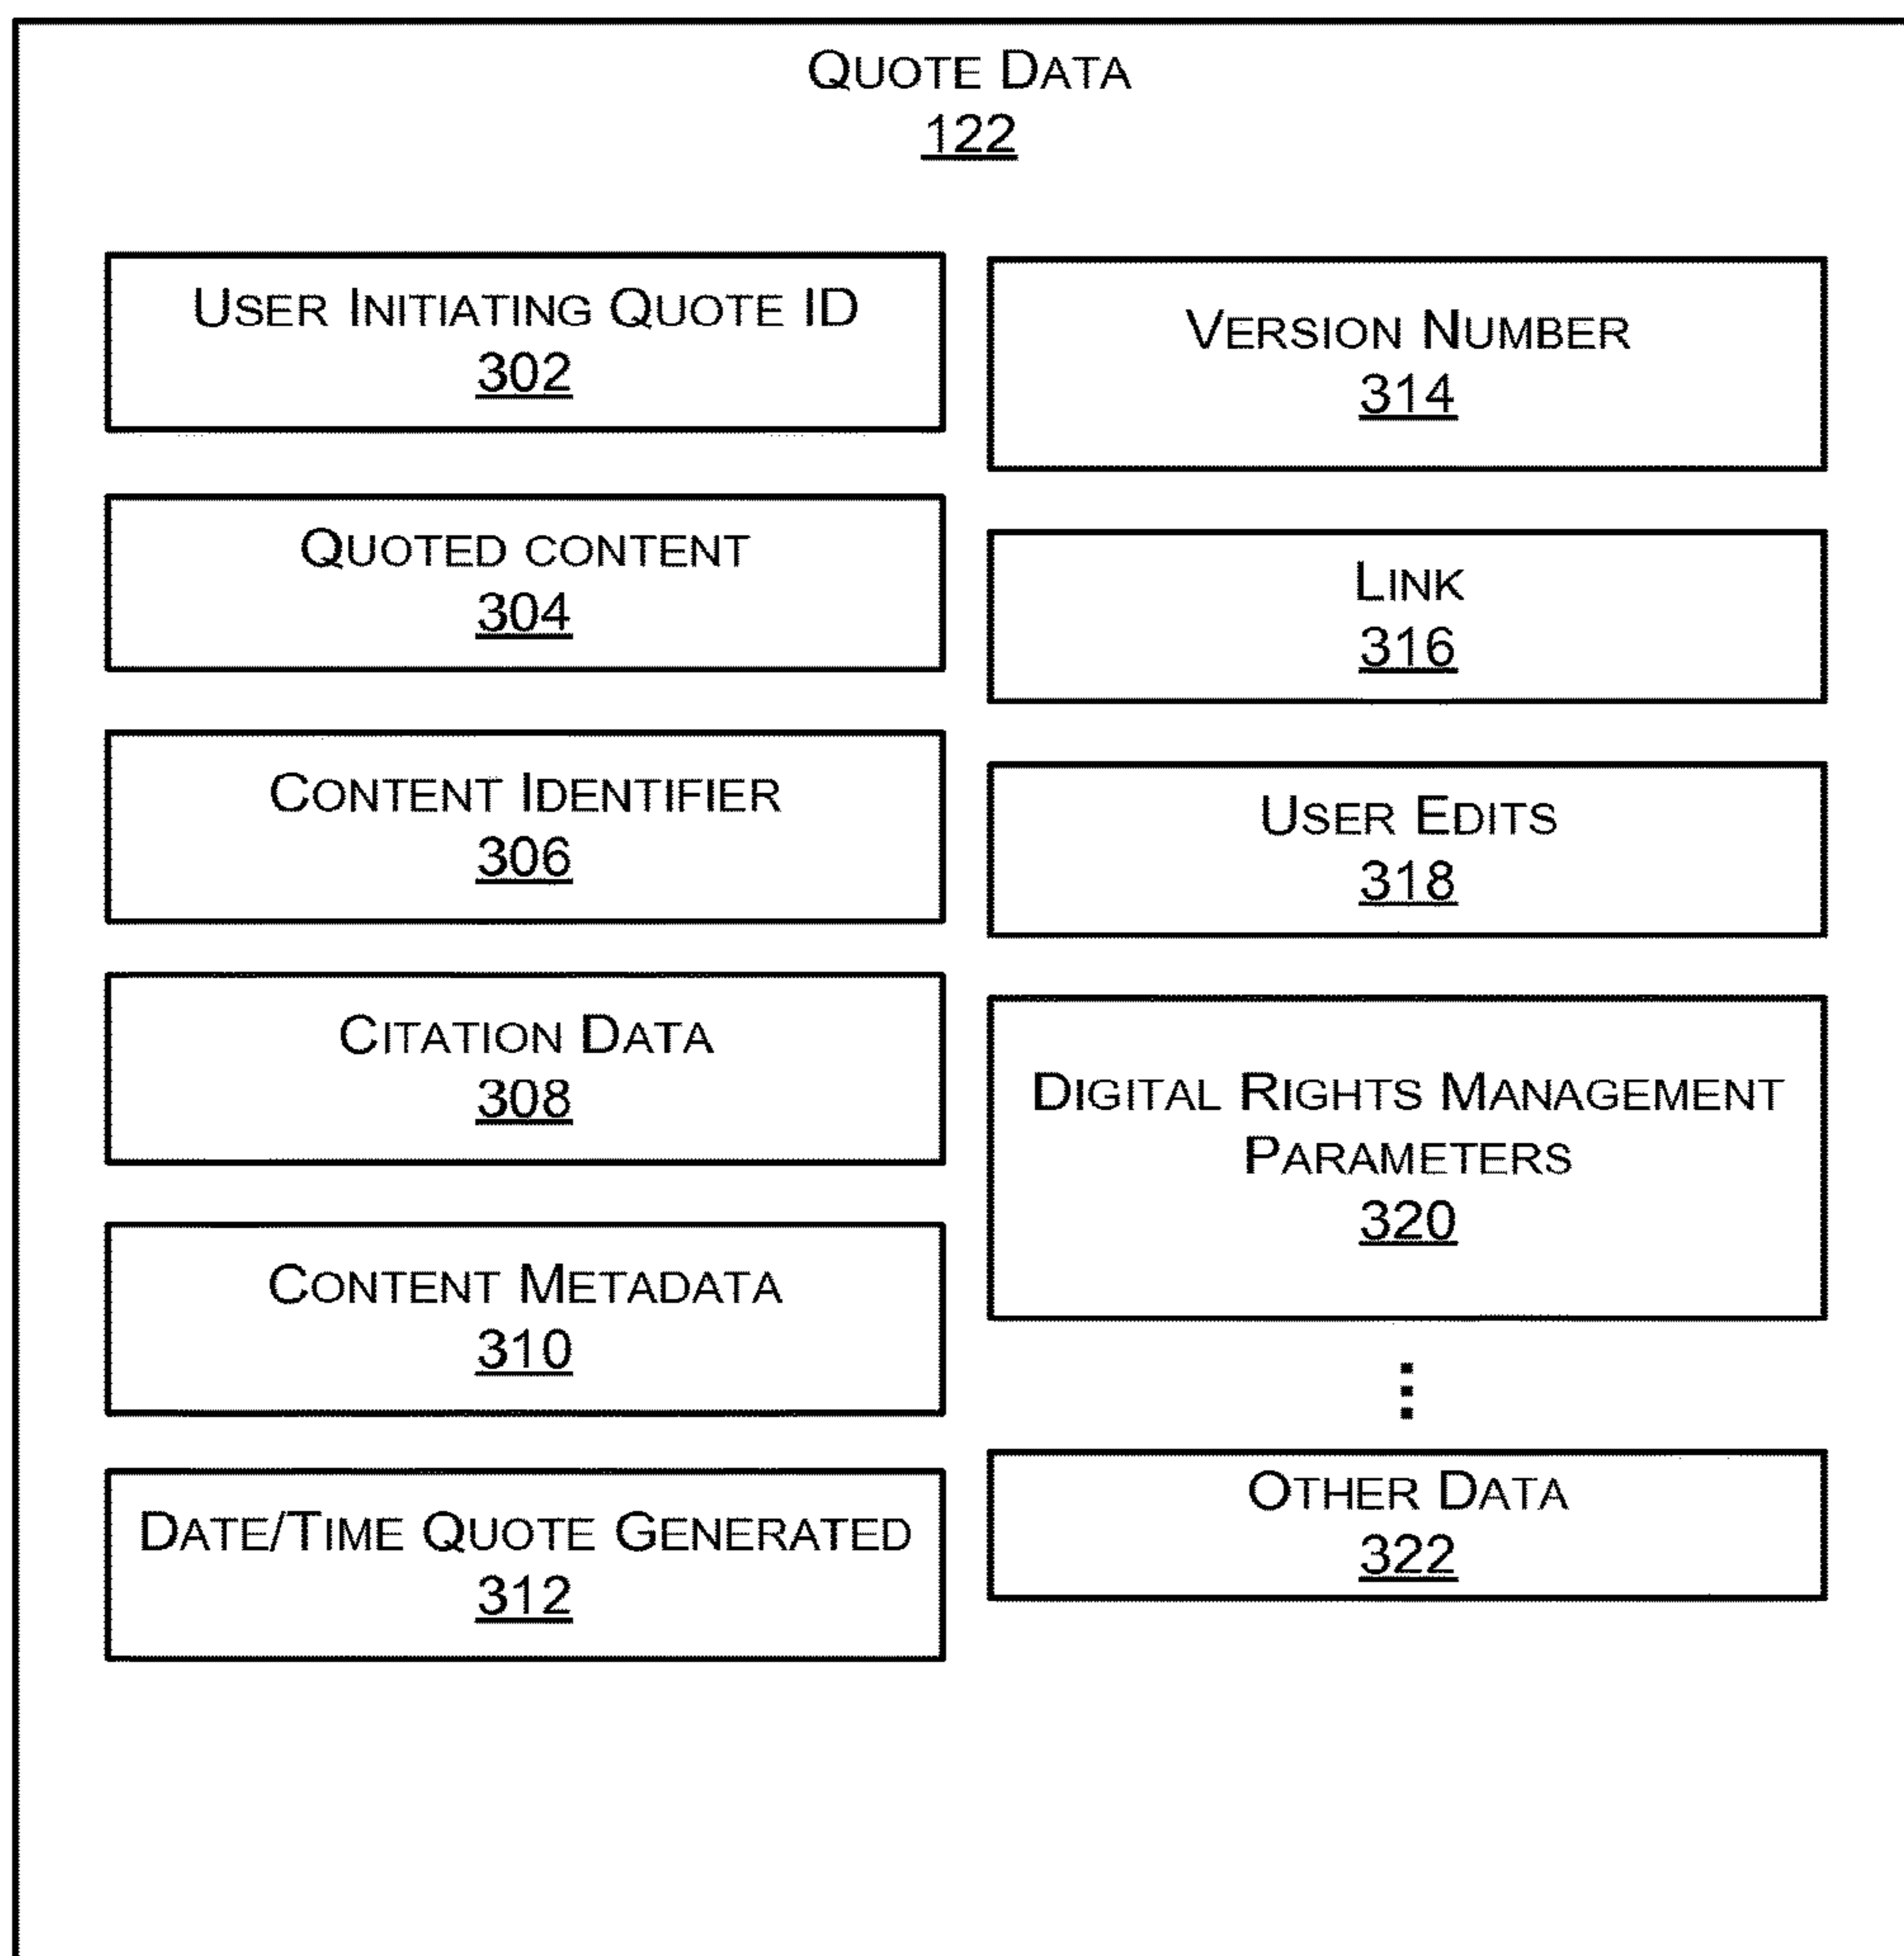 QUOTE DATA
122
USER INITIATING QUOTE ID
302
QUOTED CONTENT
304
CONTENT IDENTIFIER
306
CITATION DATA
308
CONTENT METADATA
310
DATE/TIME QUOTE GENERATED
312
VERSION NUMBER
314
LINK
316
USER EDITS
318
DIGITAL RIGHTS MANAGEMENT
PARAMETERS
320
OTHER DATA
322